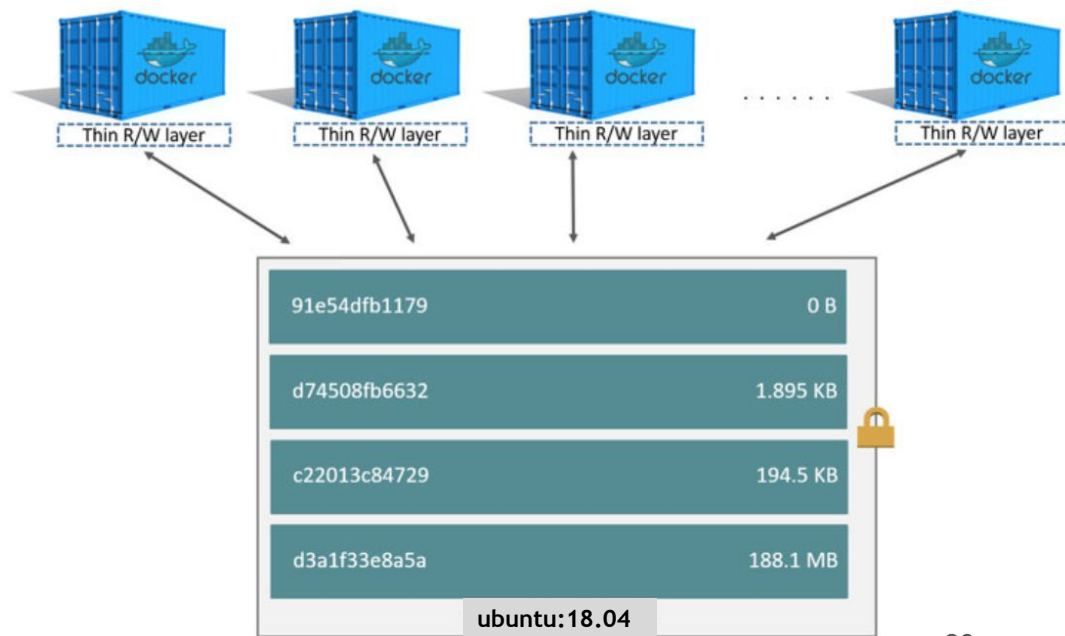 docker docker docker docker
. . . . . .
Thin R/W layer Thin R/W layer Thin R/W layer Thin R/W layer
91e54dfb1179 0 B
d74508fb6632 1.895 KB
c22013c84729 194.5 KB
d3a1f33e8a5a 188.1 MB
ubuntu:18.04